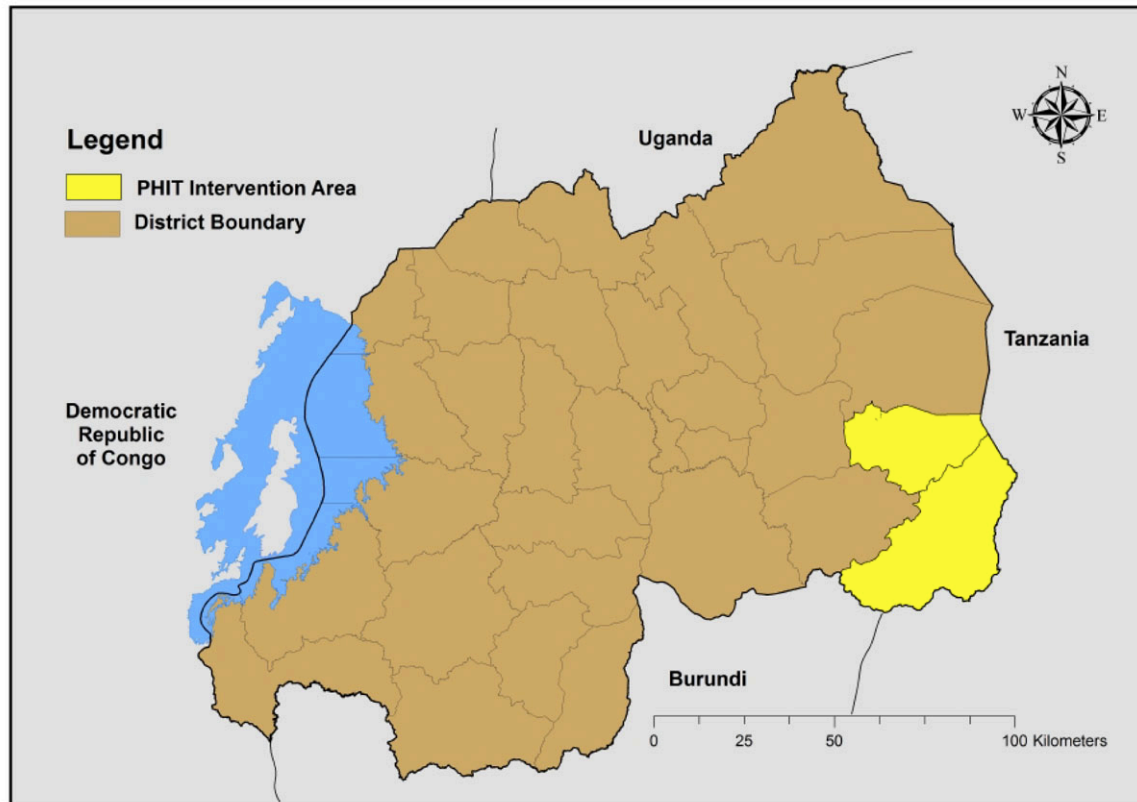 N
W E
S
Uganda
Legend
PHIT Intervention Area
District Boundary
Tanzania
Democratic
Republic
of Congo
Burundi
0 25 50 100 Kilometers